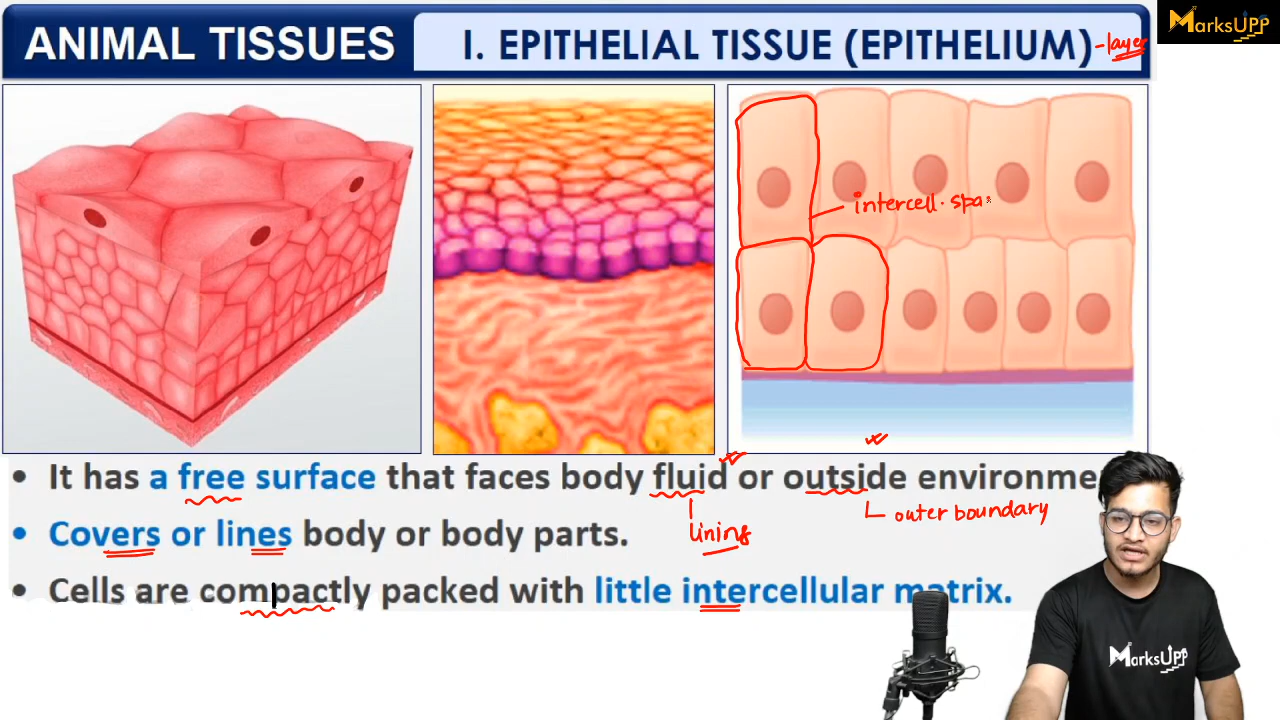 ANIMAL TISSUES
I. EPITHELIAL TISSUE (EPITHELIUM) - layer
MarksUPP
intercell. spa
• It has a free surface that faces body fluid or outside environme
outer boundary
• Covers or lines body or body parts.
lining
• Cells are compactly packed with little intercellular matrix.
MarksUPP